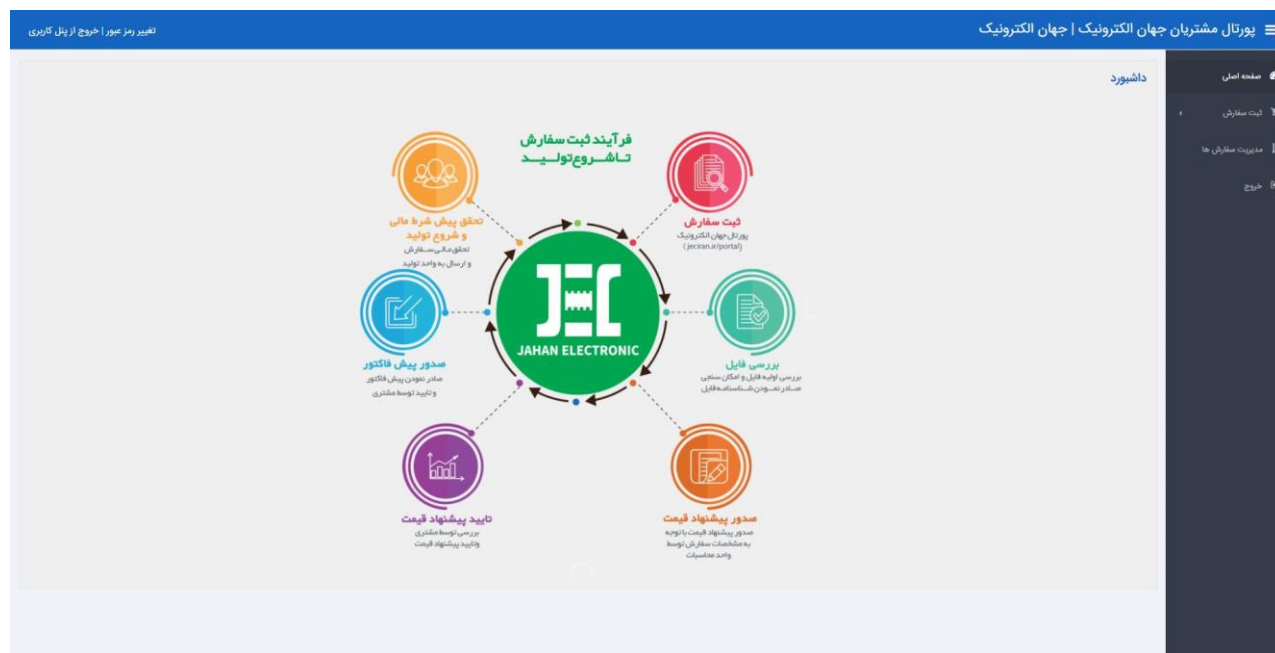 پورتال مشتریان جهان الکترونیک | جهان الکترونیک
تغییر رمز عبور | خروج از پنل کاربری
صفحه اصلی
ثبت سفارش
مدیریت سفارش ها
خروج
داشبورد
فرآیند ثبت سفارش
تا شروع تولید
ثبت سفارش
پورتال جهان الکترونیک
(jeciran.ir/portal)
بررسی فایل
بررسی اولیه فایل و امکان سنجی
صادر نمودن شناسنامه فایل
صدور پیشنهاد قیمت
صدور پیشنهاد قیمت با توجه
به مشخصات سفارش توسط
واحد محاسبات
تایید پیشنهاد قیمت
بررسی توسط مشتری
وتایید پیشنهاد قیمت
صدور پیش فاکتور
صادر نمودن پیش فاکتور
و تایید توسط مشتری
تحقق پیش شرط مالی
و شروع تولید
تحقق مالی سفارش
و ارسال به واحد تولید
JEC
JAHAN ELECTRONIC